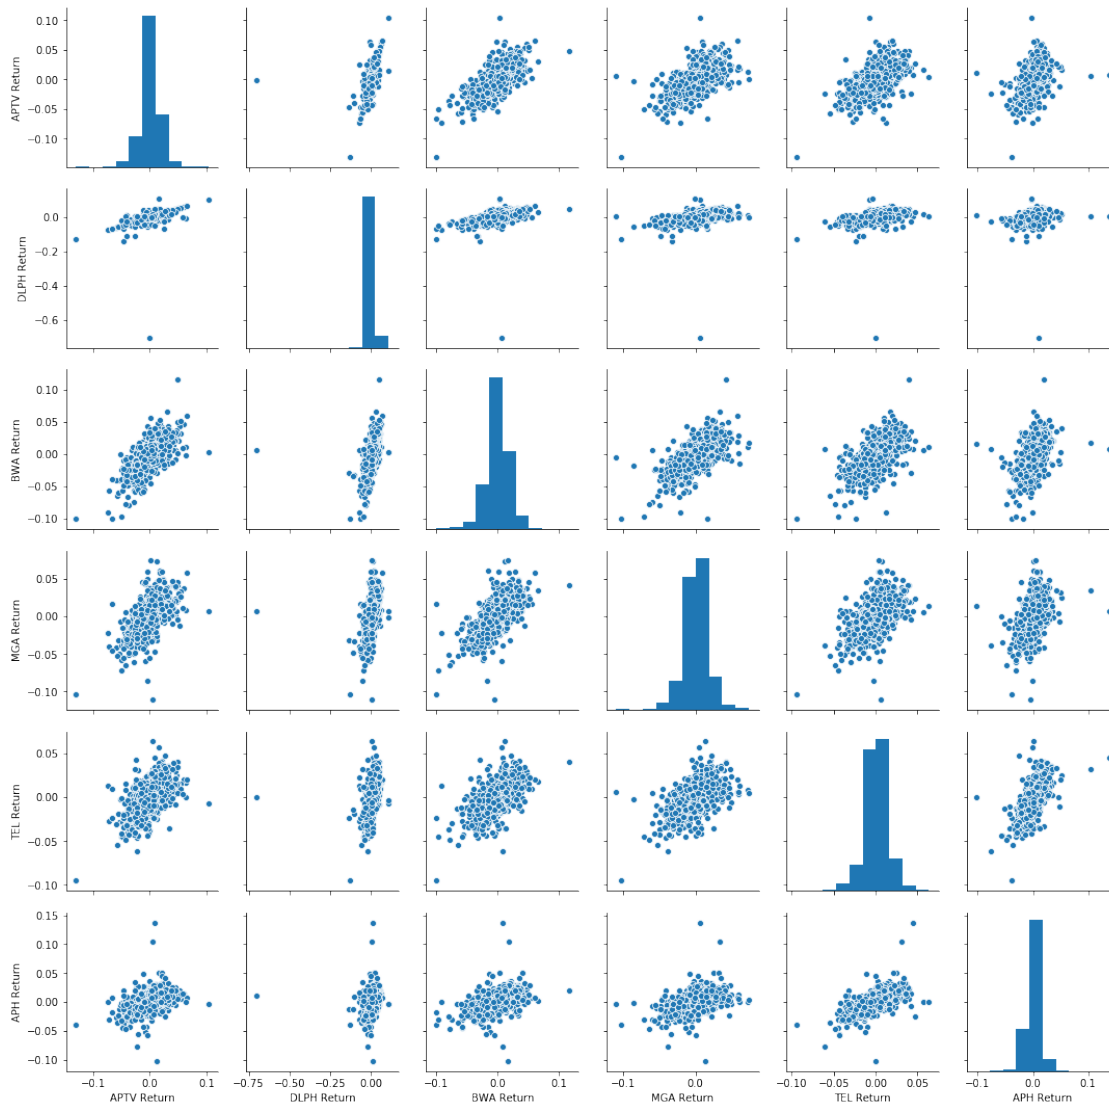 0.10
0.05
0.00
−0.05
−0.10
APTV Return
0.0
−0.2
−0.4
−0.6
DLPH Return
0.10
0.05
0.00
−0.05
−0.10
BWA Return
0.05
0.00
−0.05
−0.10
MGA Return
0.05
0.00
−0.05
−0.10
TEL Return
0.15
0.10
0.05
0.00
−0.05
−0.10
APH Return
−0.1 0.0 0.1
APTV Return
−0.75 −0.50 −0.25 0.00
DLPH Return
−0.1 0.0 0.1
BWA Return
−0.1 0.0
MGA Return
−0.10 −0.05 0.00 0.05
TEL Return
−0.1 0.0 0.1
APH Return